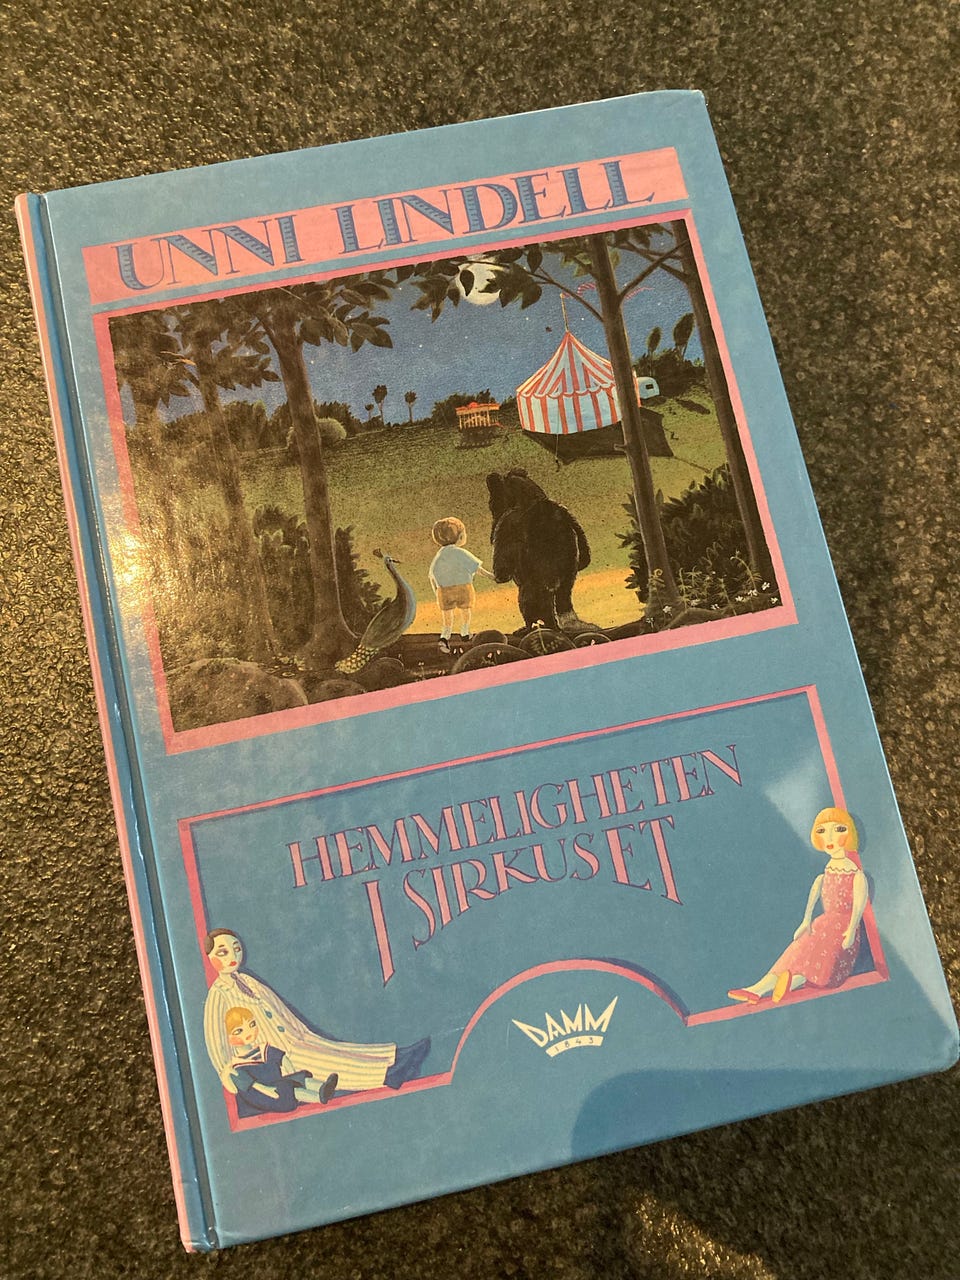 UNNI LINDELL
HEMMELIGHETEN
I SIRKUSET
DAMM
1843